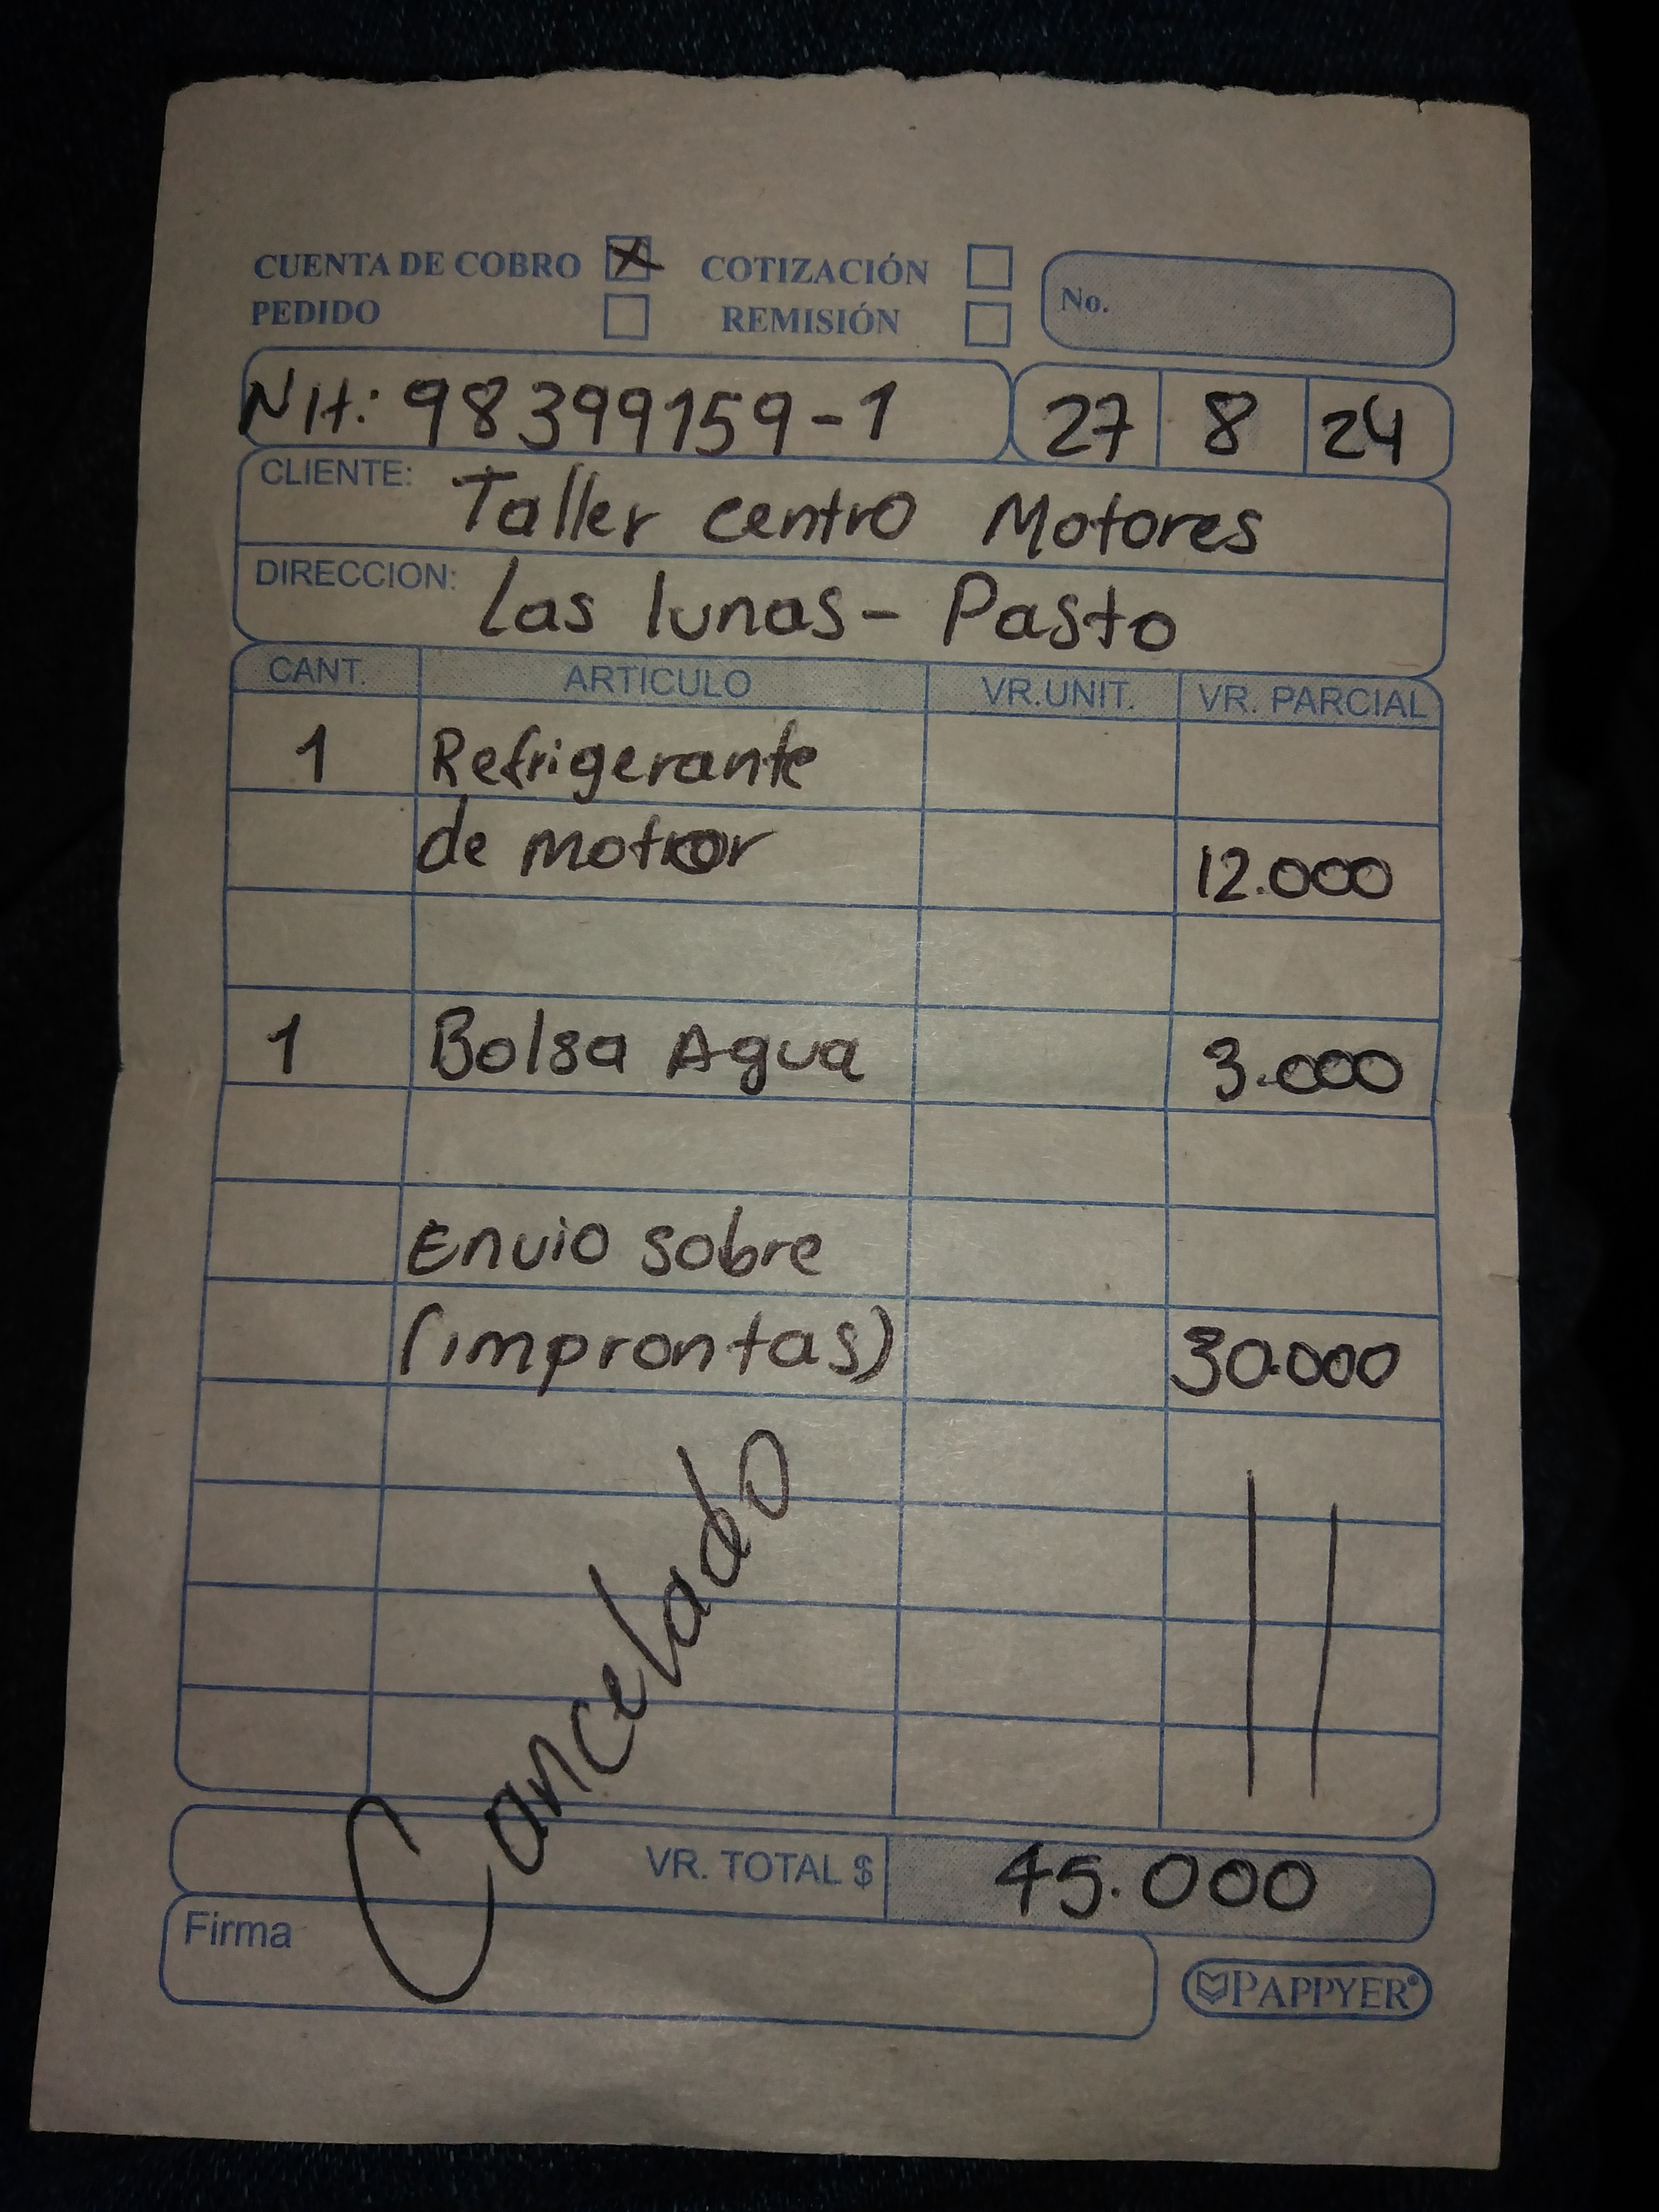 CUENTA DE COBRO X COTIZACIÓN
PEDIDO REMISIÓN
No.
Nit: 98399159-1 27 8 24
CLIENTE: Taller centro Motores
DIRECCION: Las lunas - Pasto
CANT. ARTICULO VR.UNIT. VR. PARCIAL
1 Refrigerante
de motor 12.000
1 Bolsa Agua 3.000
Envio sobre
(improntas) 30.000
Cancelado
VR. TOTAL $ 45.000
Firma
PAPPYER®